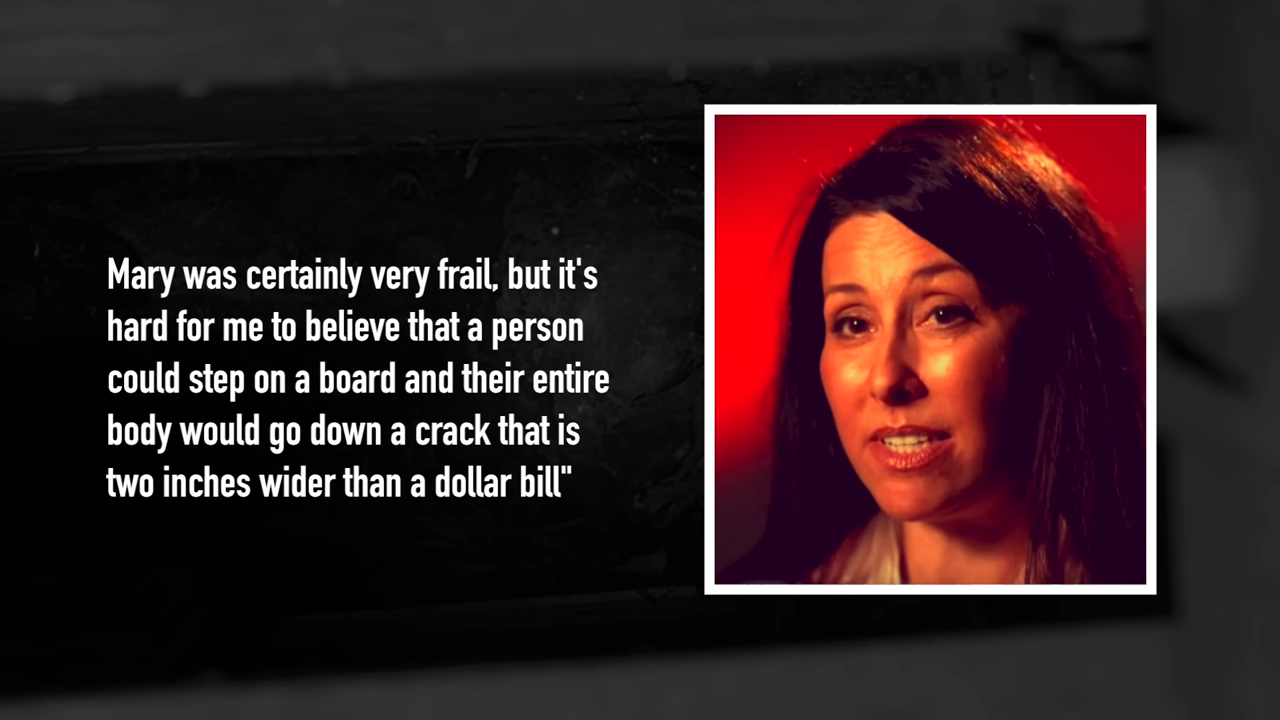 Mary was certainly very frail, but it's
hard for me to believe that a person
could step on a board and their entire
body would go down a crack that is
two inches wider than a dollar bill"